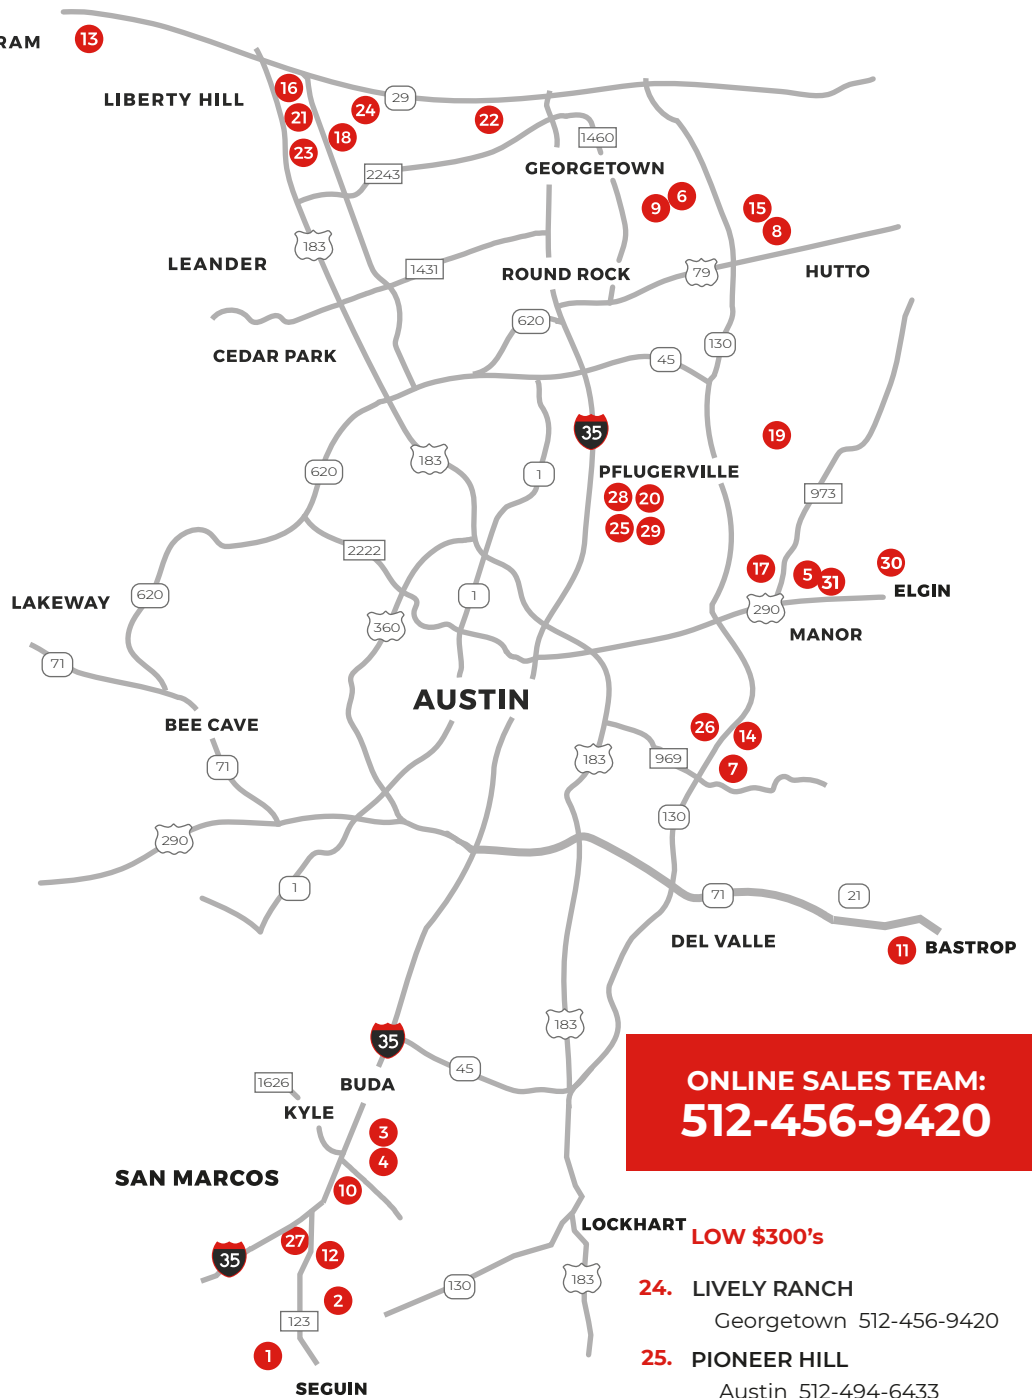 RAM
13
LIBERTY HILL
16
21
24
29
18
23
22
1460
2243
GEORGETOWN
9
6
15
8
183
LEANDER
1431
ROUND ROCK
79
HUTTO
620
CEDAR PARK
45
130
35
19
183
620
1
PFLUGERVILLE
28
20
25
29
973
2222
17
5
31
30
ELGIN
LAKEWAY
620
1
360
290
MANOR
71
AUSTIN
BEE CAVE
26
14
71
183
969
7
130
290
1
71
21
DEL VALLE
11
BASTROP
183
35
45
1626
BUDA
KYLE
3
4
SAN MARCOS
10
27
12
35
2
123
1
SEGUIN
130
LOCKHART
183
ONLINE SALES TEAM:
512-456-9420
LOW $300's
24. LIVELY RANCH
Georgetown 512-456-9420
25. PIONEER HILL
Austin 512-494-6433